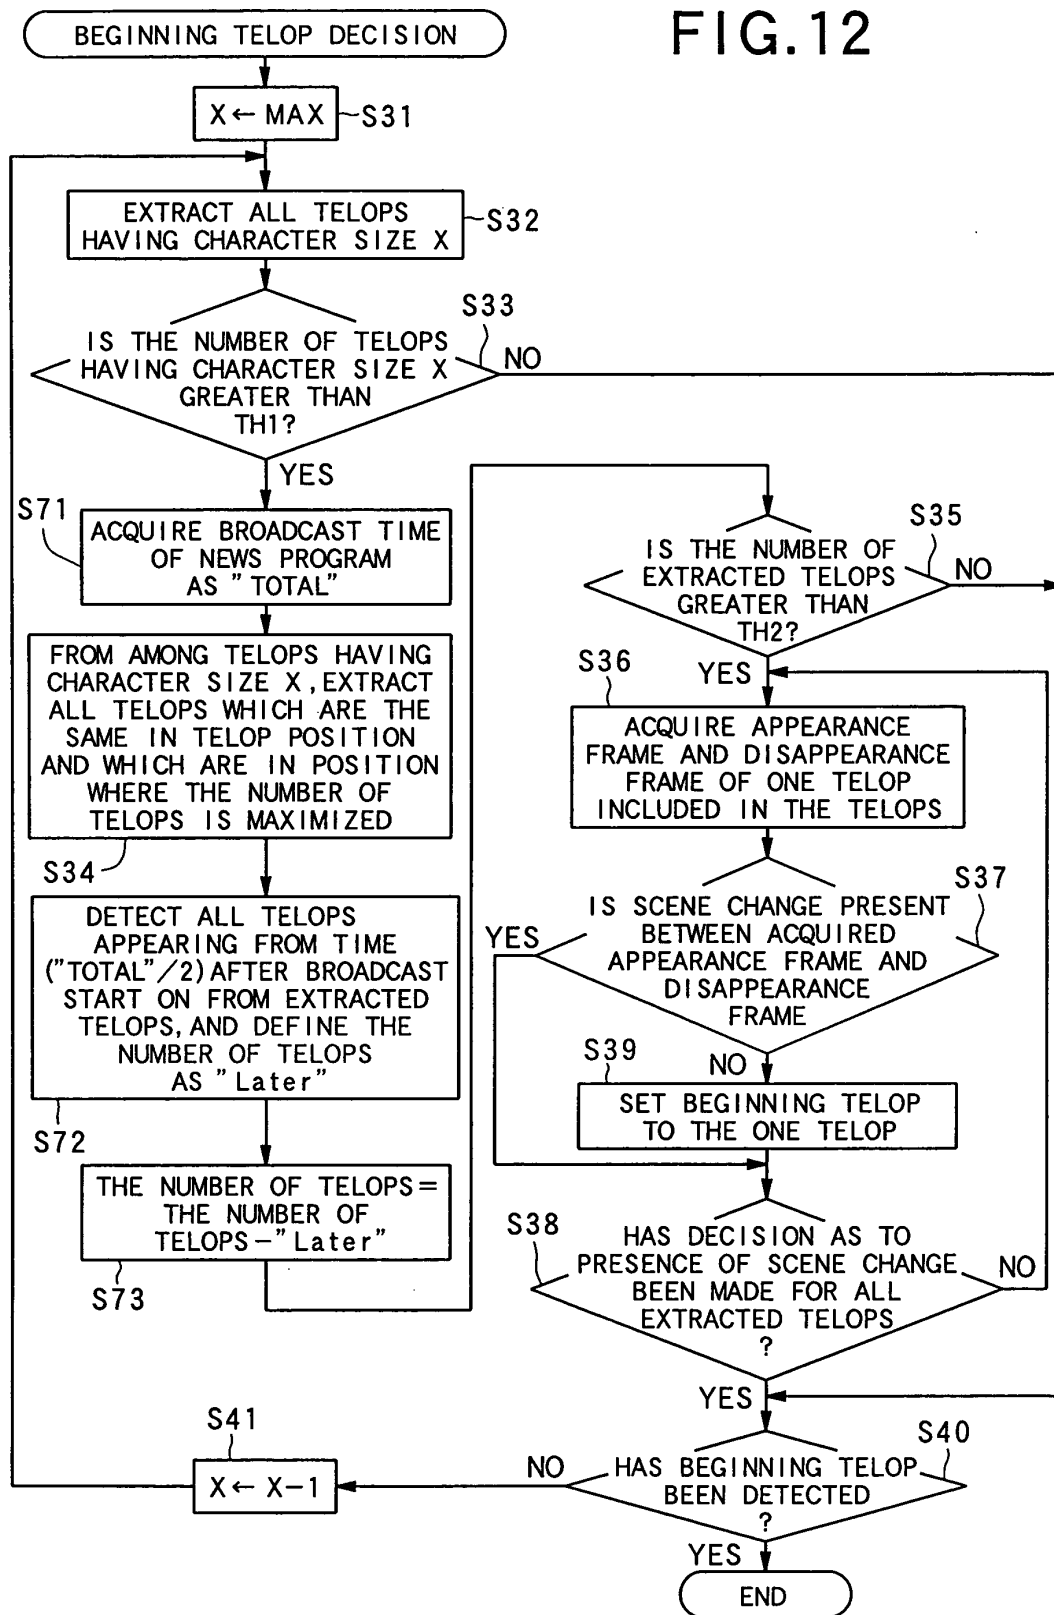 FIG.12
BEGINNING TELOP DECISION
X ← MAX
S31
EXTRACT ALL TELOPS
HAVING CHARACTER SIZE X
S32
S33
IS THE NUMBER OF TELOPS
HAVING CHARACTER SIZE X
GREATER THAN
TH1?
NO
YES
S71
ACQUIRE BROADCAST TIME
OF NEWS PROGRAM
AS "TOTAL"
FROM AMONG TELOPS HAVING
CHARACTER SIZE X, EXTRACT
ALL TELOPS WHICH ARE THE
SAME IN TELOP POSITION
AND WHICH ARE IN POSITION
WHERE THE NUMBER OF
TELOPS IS MAXIMIZED
S34
DETECT ALL TELOPS
APPEARING FROM TIME
("TOTAL"/2) AFTER BROADCAST
START ON FROM EXTRACTED
TELOPS, AND DEFINE THE
NUMBER OF TELOPS
AS "Later"
S72
THE NUMBER OF TELOPS=
THE NUMBER OF
TELOPS−"Later"
S73
S35
IS THE NUMBER OF
EXTRACTED TELOPS
GREATER THAN
TH2?
NO
YES
S36
ACQUIRE APPEARANCE
FRAME AND DISAPPEARANCE
FRAME OF ONE TELOP
INCLUDED IN THE TELOPS
S37
IS SCENE CHANGE PRESENT
BETWEEN ACQUIRED
APPEARANCE FRAME AND
DISAPPEARANCE
FRAME
YES
NO
S39
SET BEGINNING TELOP
TO THE ONE TELOP
S38
HAS DECISION AS TO
PRESENCE OF SCENE CHANGE
BEEN MADE FOR ALL
EXTRACTED TELOPS
?
NO
YES
S40
HAS BEGINNING TELOP
BEEN DETECTED
?
NO
YES
S41
X ← X−1
END